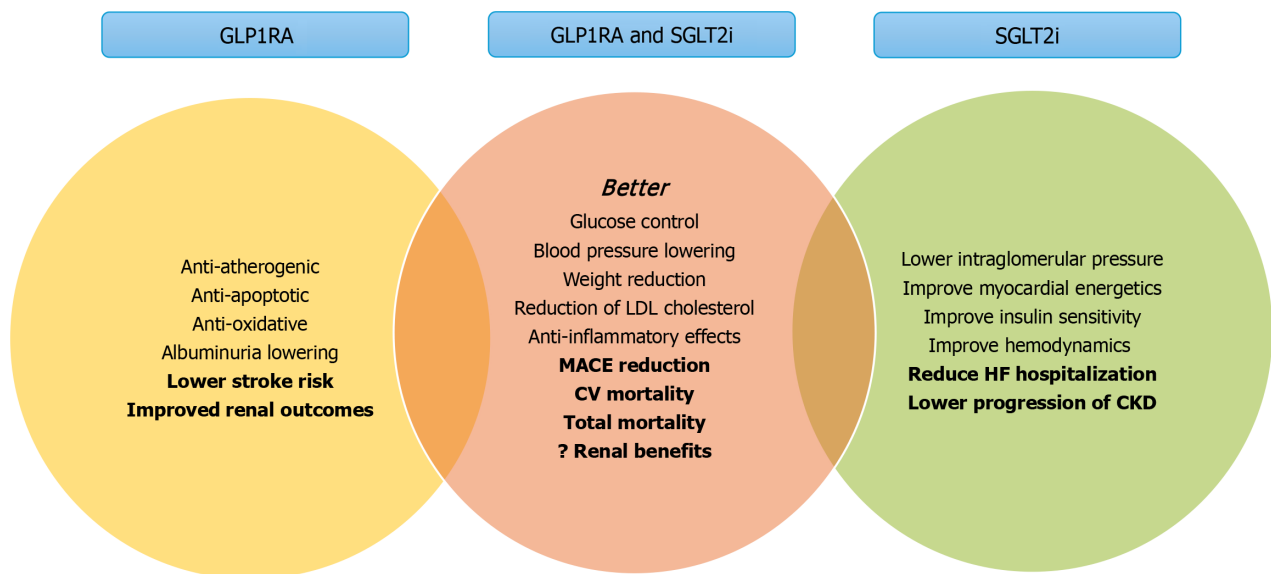 GLP1RA
GLP1RA and SGLT2i
SGLT2i
Anti-atherogenic
Anti-apoptotic
Anti-oxidative
Albuminuria lowering
Lower stroke risk
Improved renal outcomes
Better
Glucose control
Blood pressure lowering
Weight reduction
Reduction of LDL cholesterol
Anti-inflammatory effects
MACE reduction
CV mortality
Total mortality
? Renal benefits
Lower intraglomerular pressure
Improve myocardial energetics
Improve insulin sensitivity
Improve hemodynamics
Reduce HF hospitalization
Lower progression of CKD